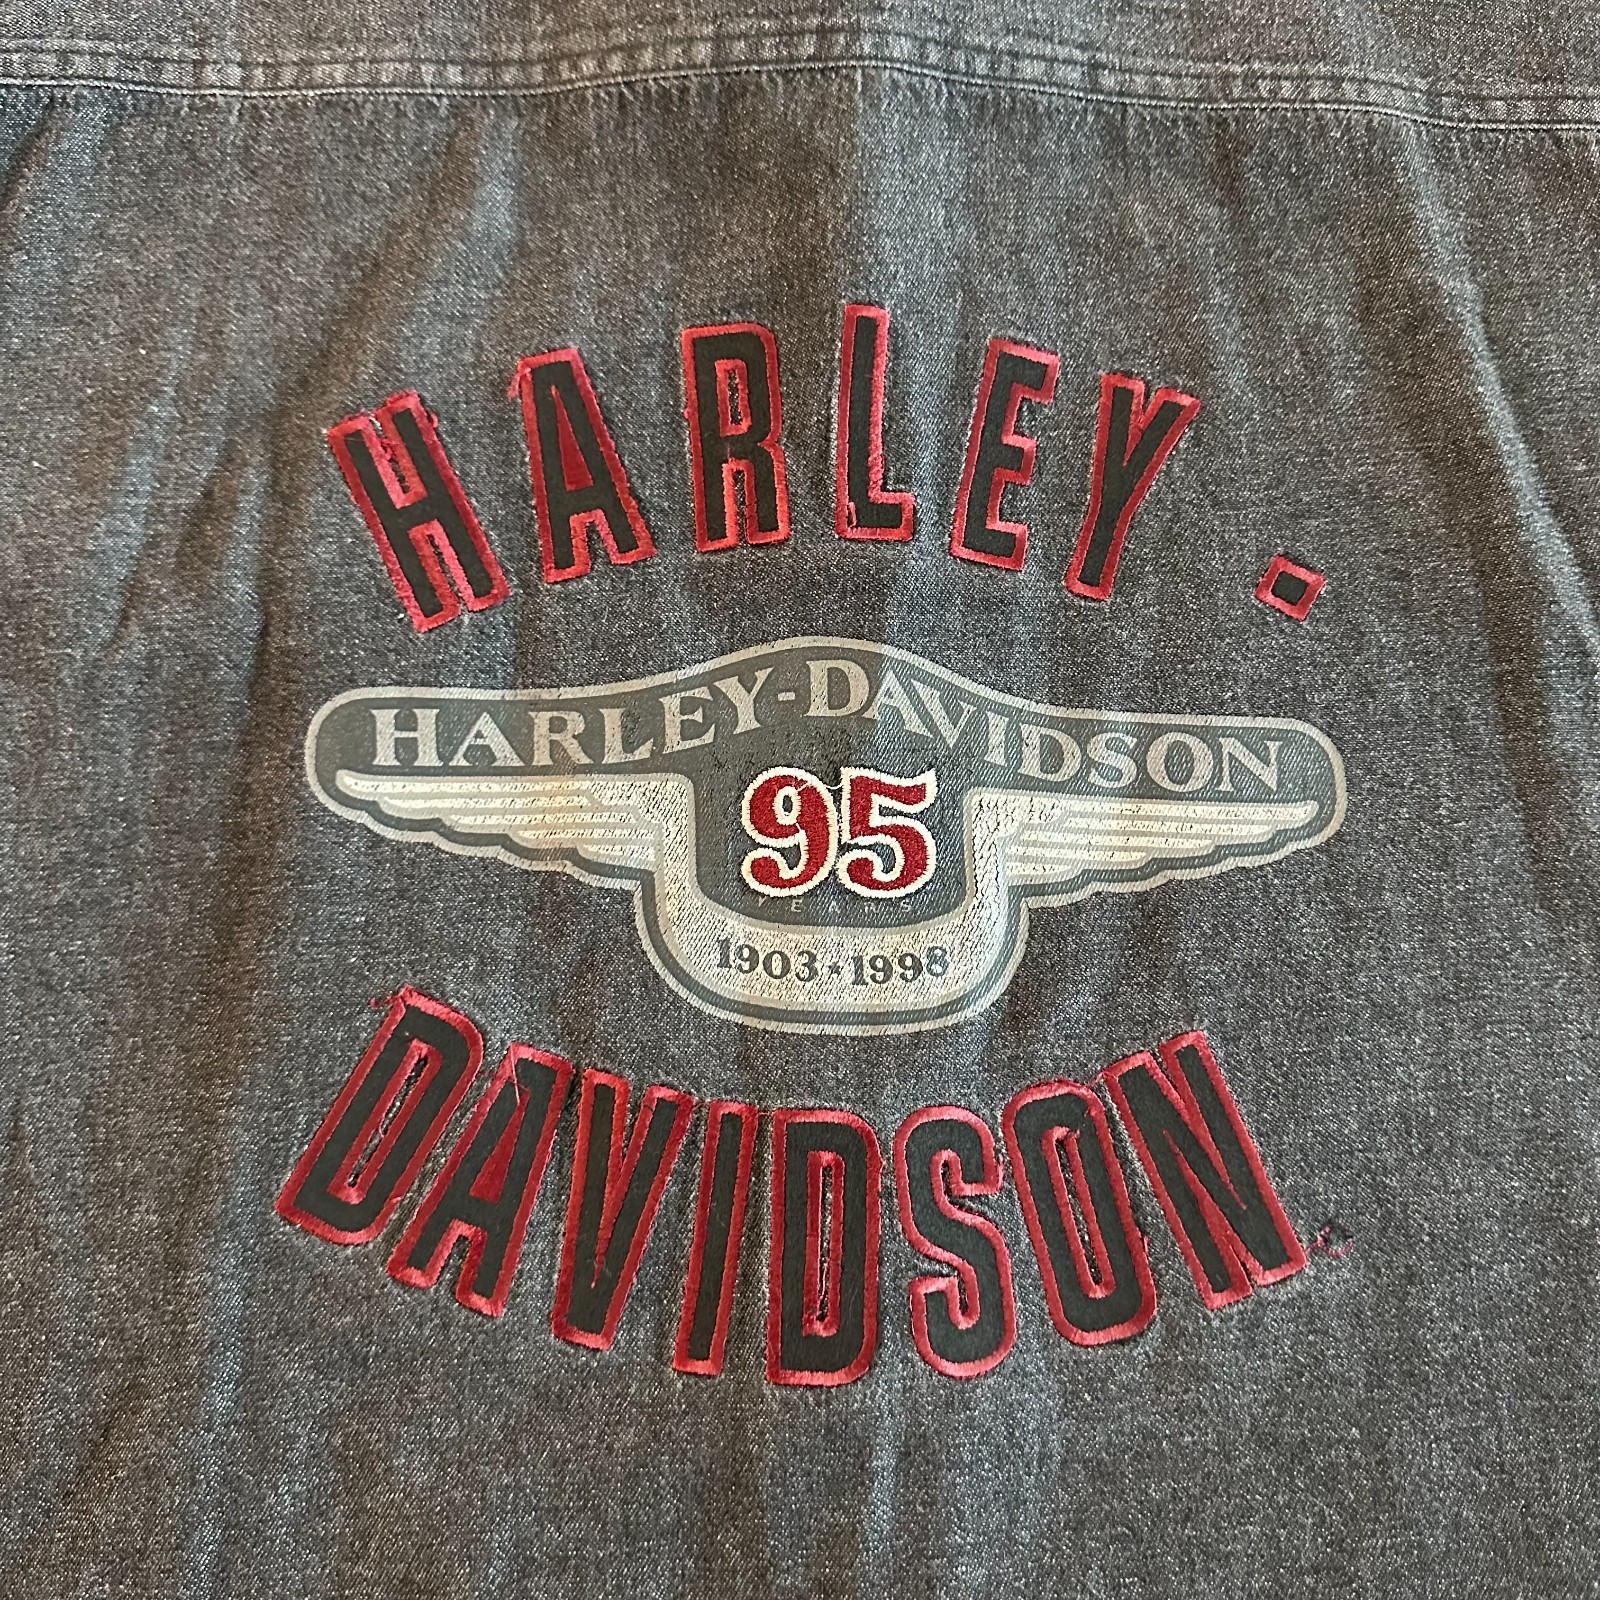 HARLEY.
HARLEY-DAVIDSON
95
YEARS
1903★1998
DAVIDSON